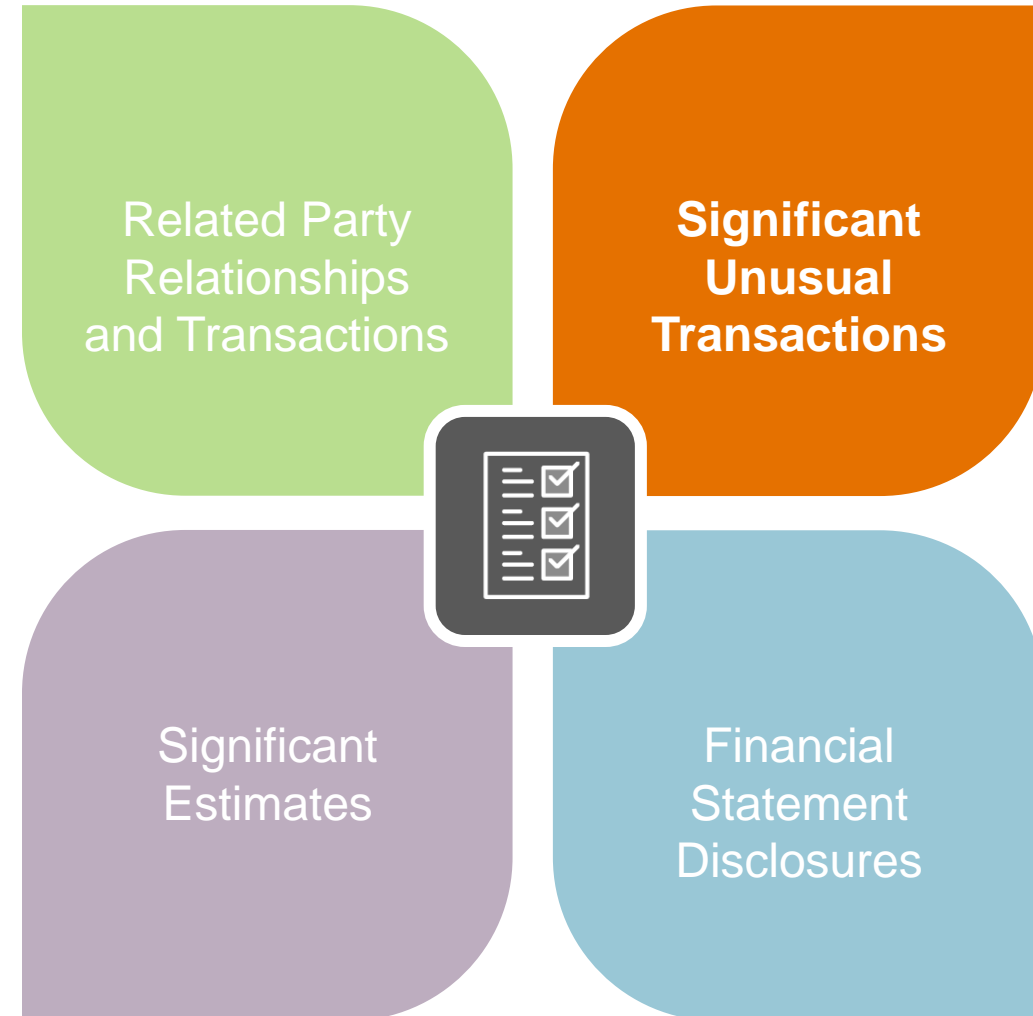 Related Party
Relationships
and Transactions
Significant
Unusual
Transactions
Significant
Estimates
Financial
Statement
Disclosures